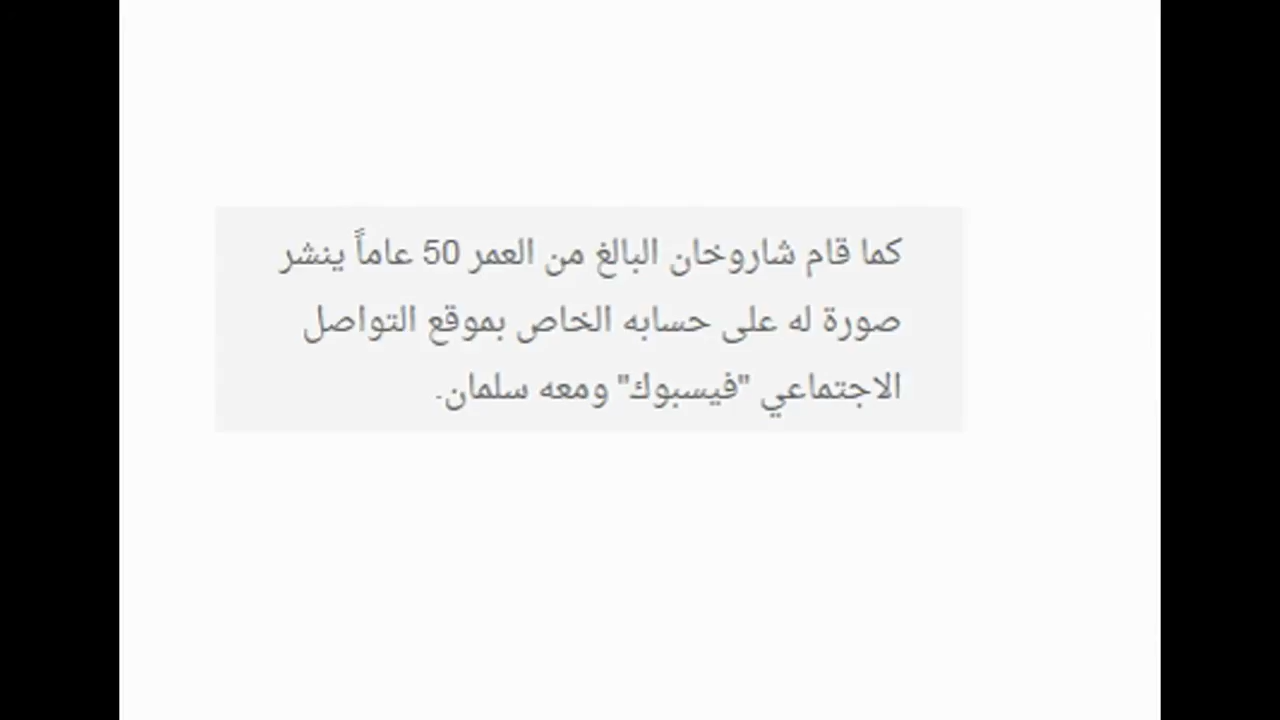 كما قام شاروخان البالغ من العمر 50 عاماً ينشر
صورة له على حسابه الخاص بموقع التواصل
الاجتماعي "فيسبوك" ومعه سلمان.